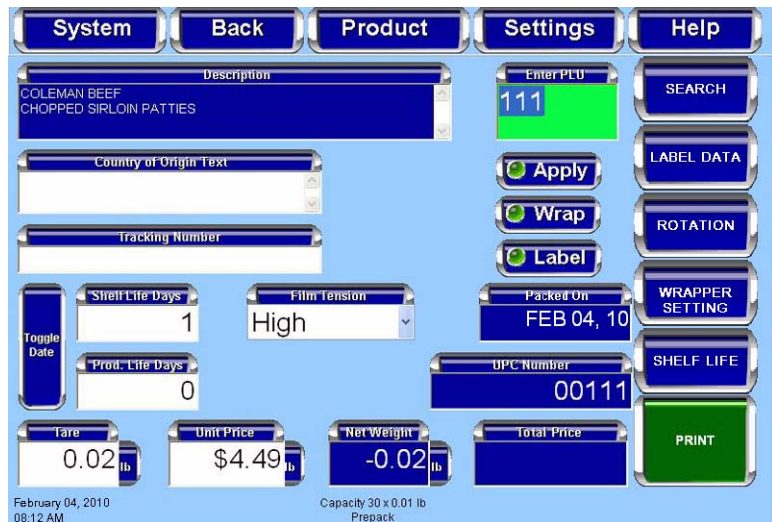 System Back Product Settings Help
Description
COLEMAN BEEF
CHOPPED SIRLOIN PATTIES
Enter PLU
111
SEARCH
Country of Origin Text
Apply
LABEL DATA
Wrap
Tracking Number
Label
ROTATION
Toggle
Date
Shelf Life Days
1
Film Tension
High
Packed On
FEB 04, 10
WRAPPER
SETTING
Prod. Life Days
0
UPC Number
00111
SHELF LIFE
Tare
0.02 lb
Unit Price
$4.49 lb
Net Weight
-0.02 lb
Total Price
PRINT
February 04, 2010
08:12 AM
Capacity 30 x 0.01 lb
Prepack